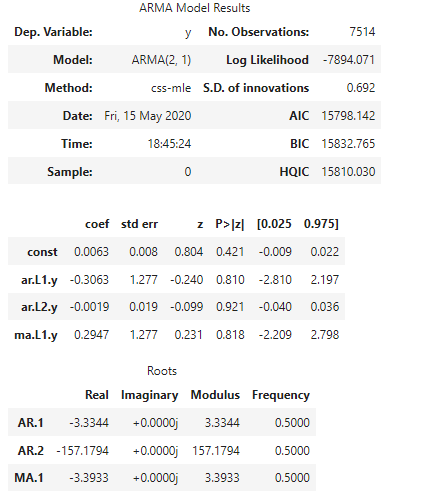 ARMA Model Results
Dep. Variable: y No. Observations: 7514
Model: ARMA(2, 1) Log Likelihood -7894.071
Method: css-mle S.D. of innovations 0.692
Date: Fri, 15 May 2020 AIC 15798.142
Time: 18:45:24 BIC 15832.765
Sample: 0 HQIC 15810.030
coef std err z P>|z| [0.025 0.975]
const 0.0063 0.008 0.804 0.421 -0.009 0.022
ar.L1.y -0.3063 1.277 -0.240 0.810 -2.810 2.197
ar.L2.y -0.0019 0.019 -0.099 0.921 -0.040 0.036
ma.L1.y 0.2947 1.277 0.231 0.818 -2.209 2.798
Roots
Real Imaginary Modulus Frequency
AR.1 -3.3344 +0.0000j 3.3344 0.5000
AR.2 -157.1794 +0.0000j 157.1794 0.5000
MA.1 -3.3933 +0.0000j 3.3933 0.5000